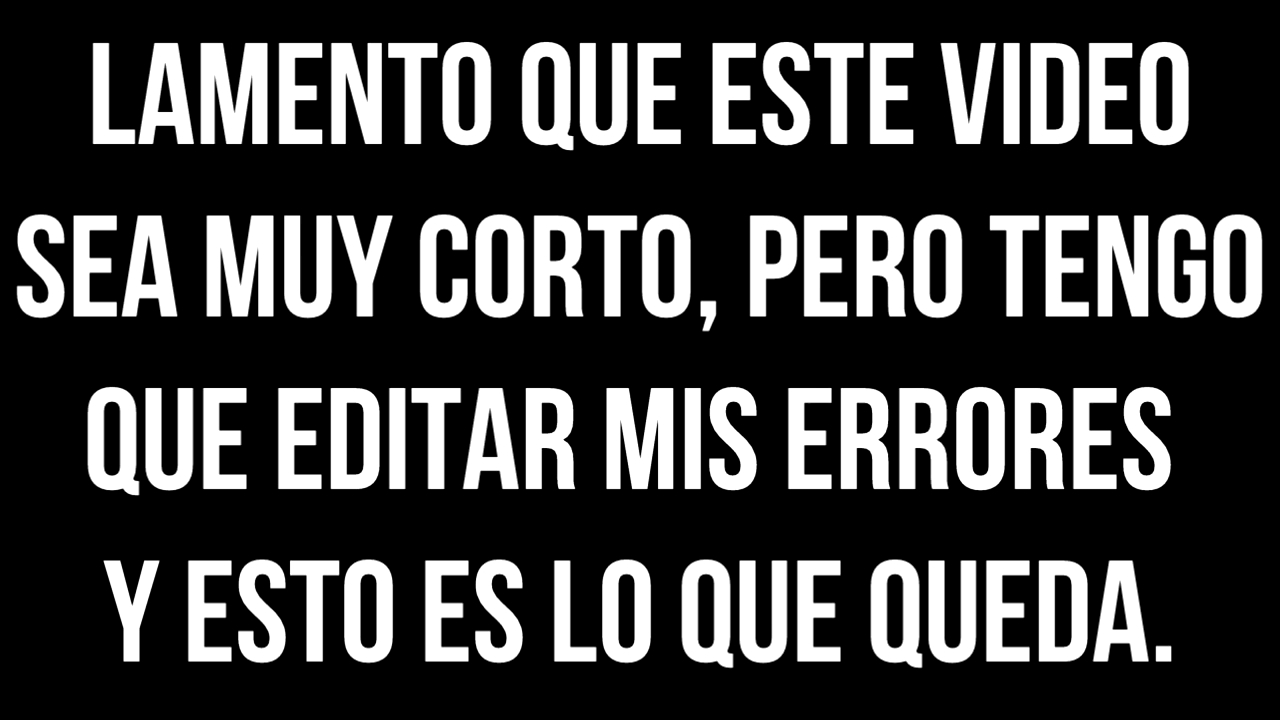 LAMENTO QUE ESTE VIDEO
SEA MUY CORTO, PERO TENGO
QUE EDITAR MIS ERRORES
Y ESTO ES LO QUE QUEDA.